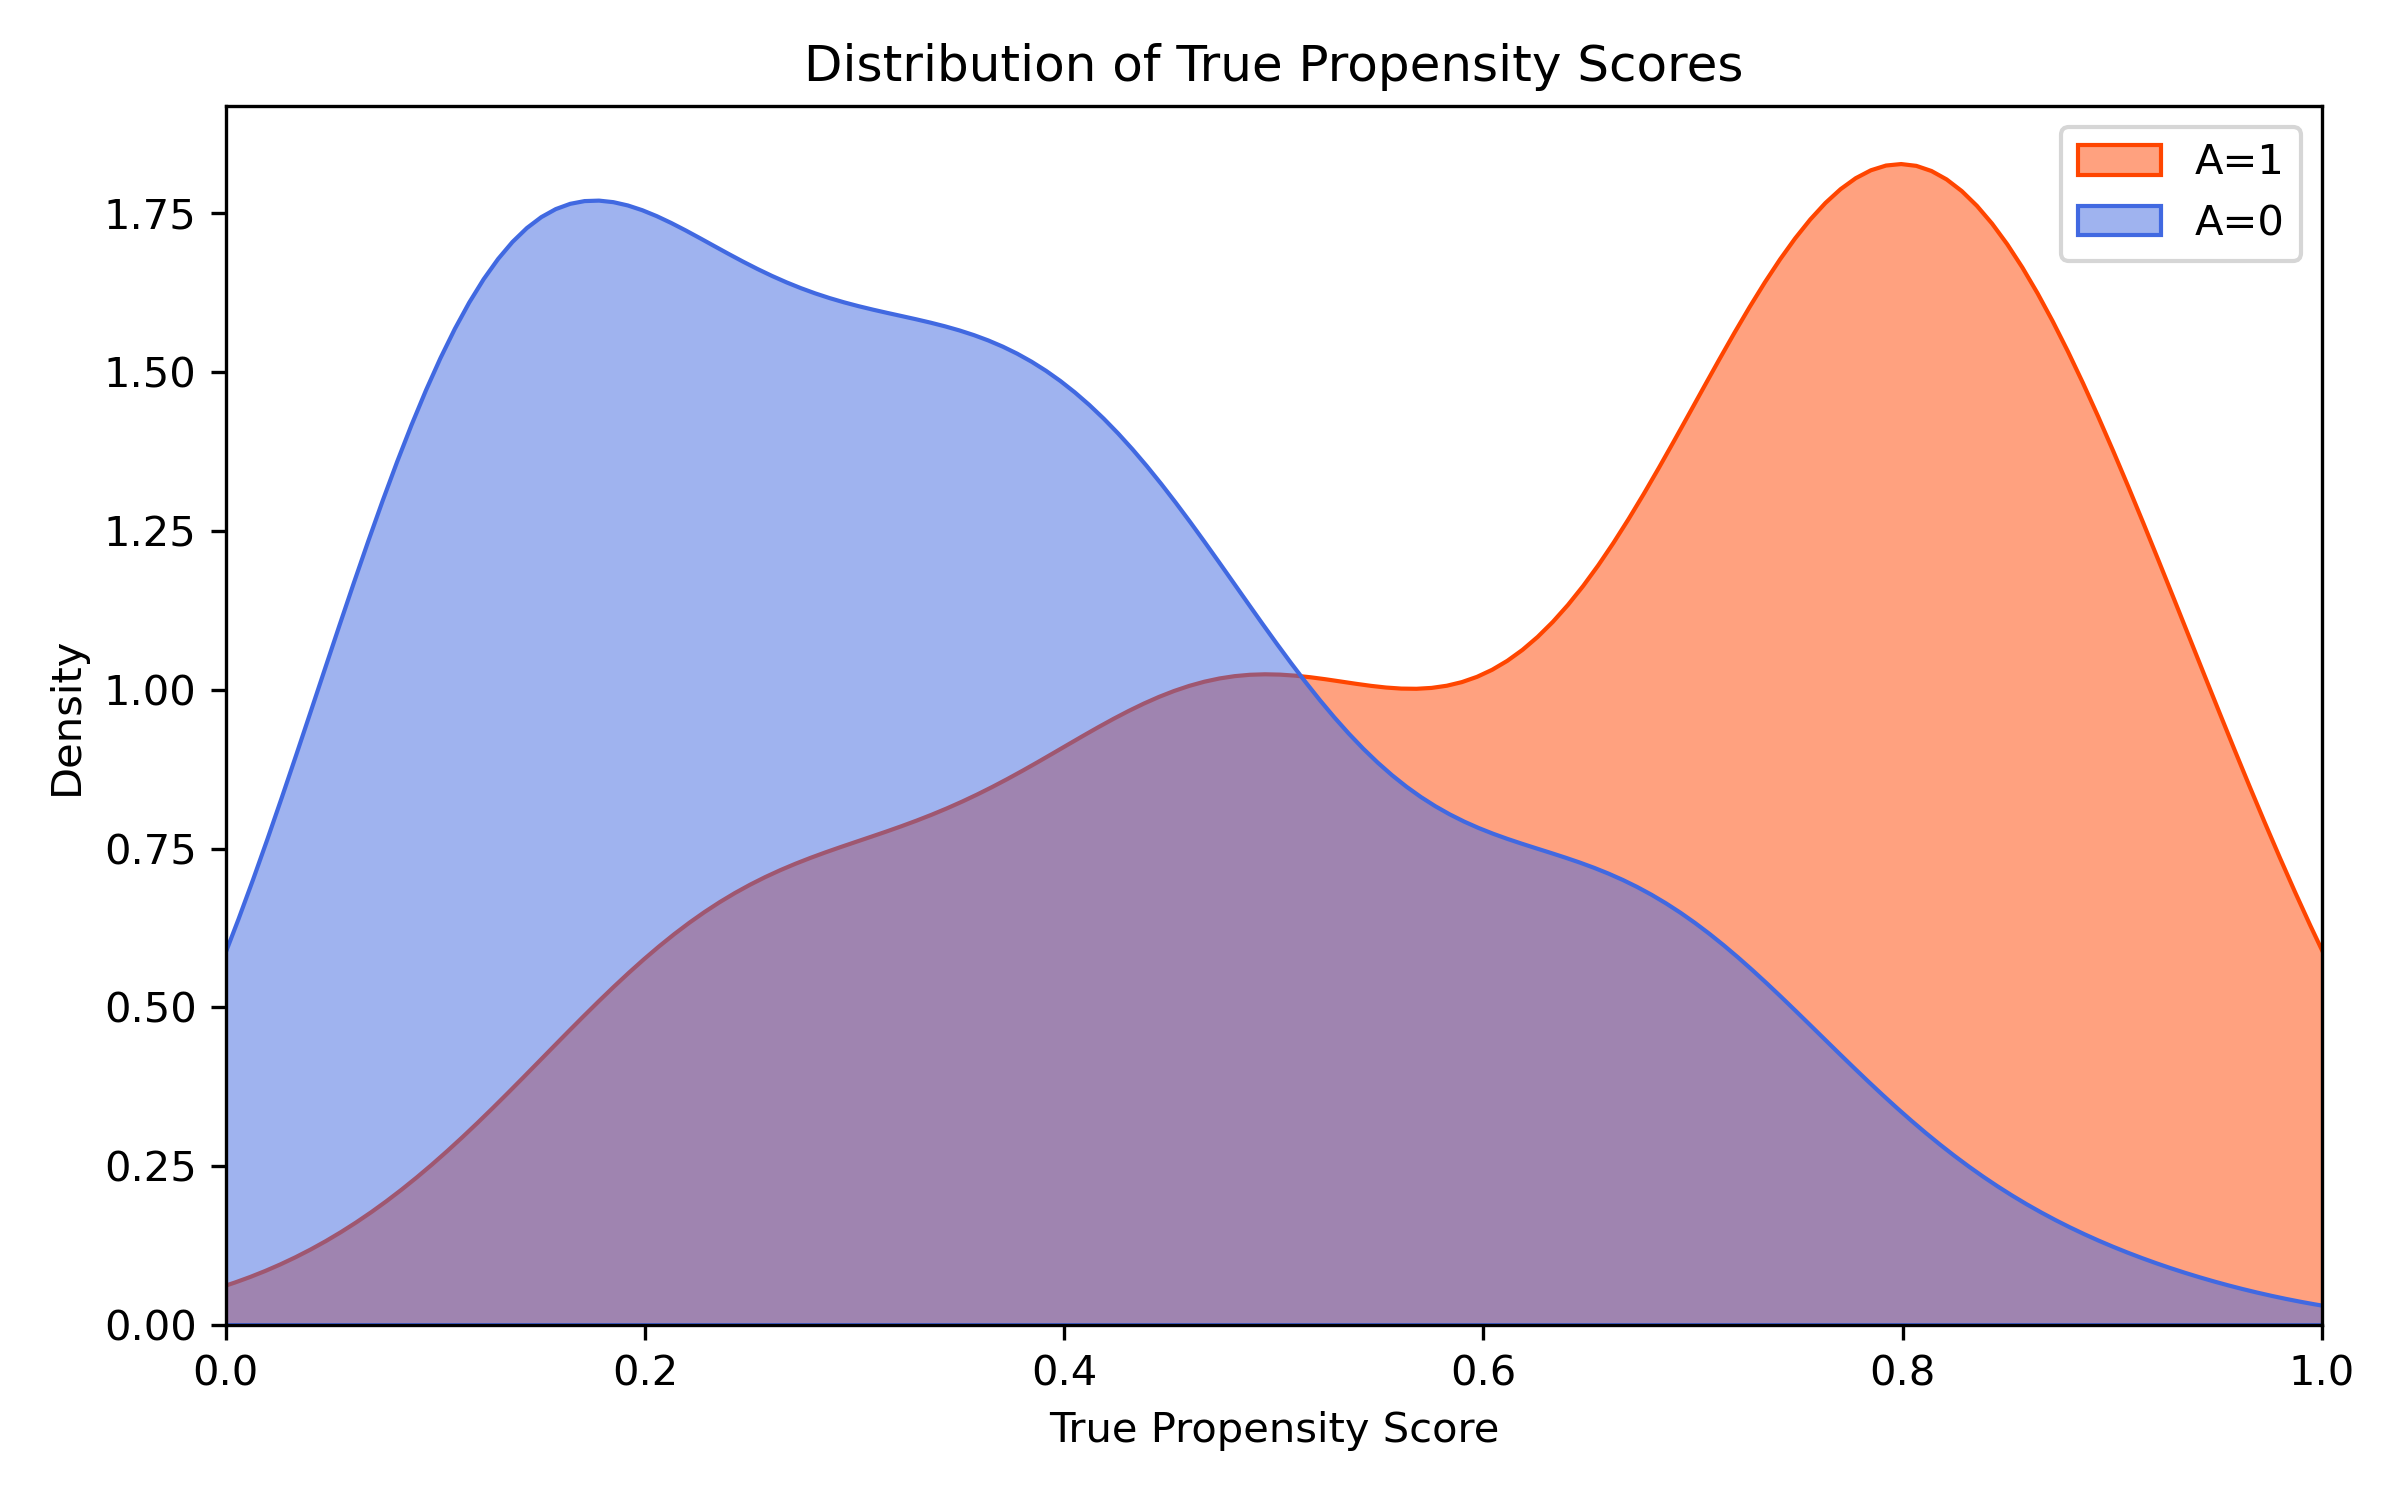 Distribution of True Propensity Scores
A=1
A=0
Density
1.75
1.50
1.25
1.00
0.75
0.50
0.25
0.00
0.0 0.2 0.4 0.6 0.8 1.0
True Propensity Score